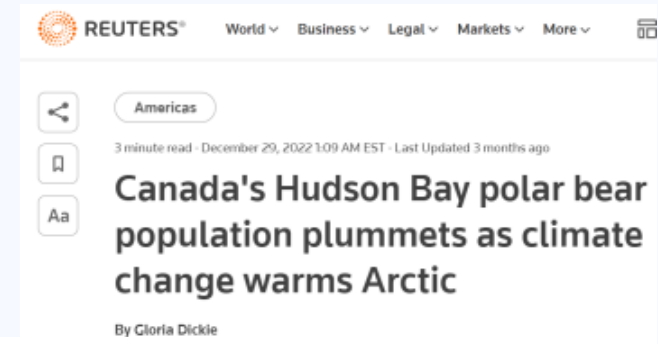 REUTERS® World Business Legal Markets More
Americas
3 minute read · December 29, 2022 1:09 AM EST · Last Updated 3 months ago
Aa
Canada's Hudson Bay polar bear
population plummets as climate
change warms Arctic
By Gloria Dickie